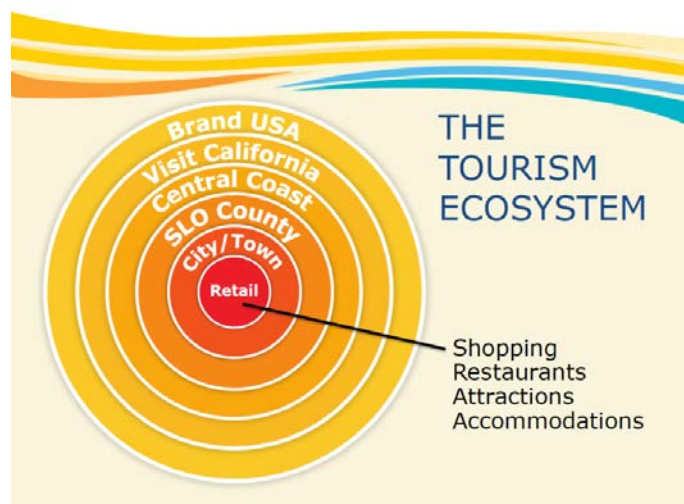 THE
TOURISM
ECOSYSTEM
Brand USA
Visit California
Central Coast
SLO County
City/Town
Retail
Shopping
Restaurants
Attractions
Accommodations